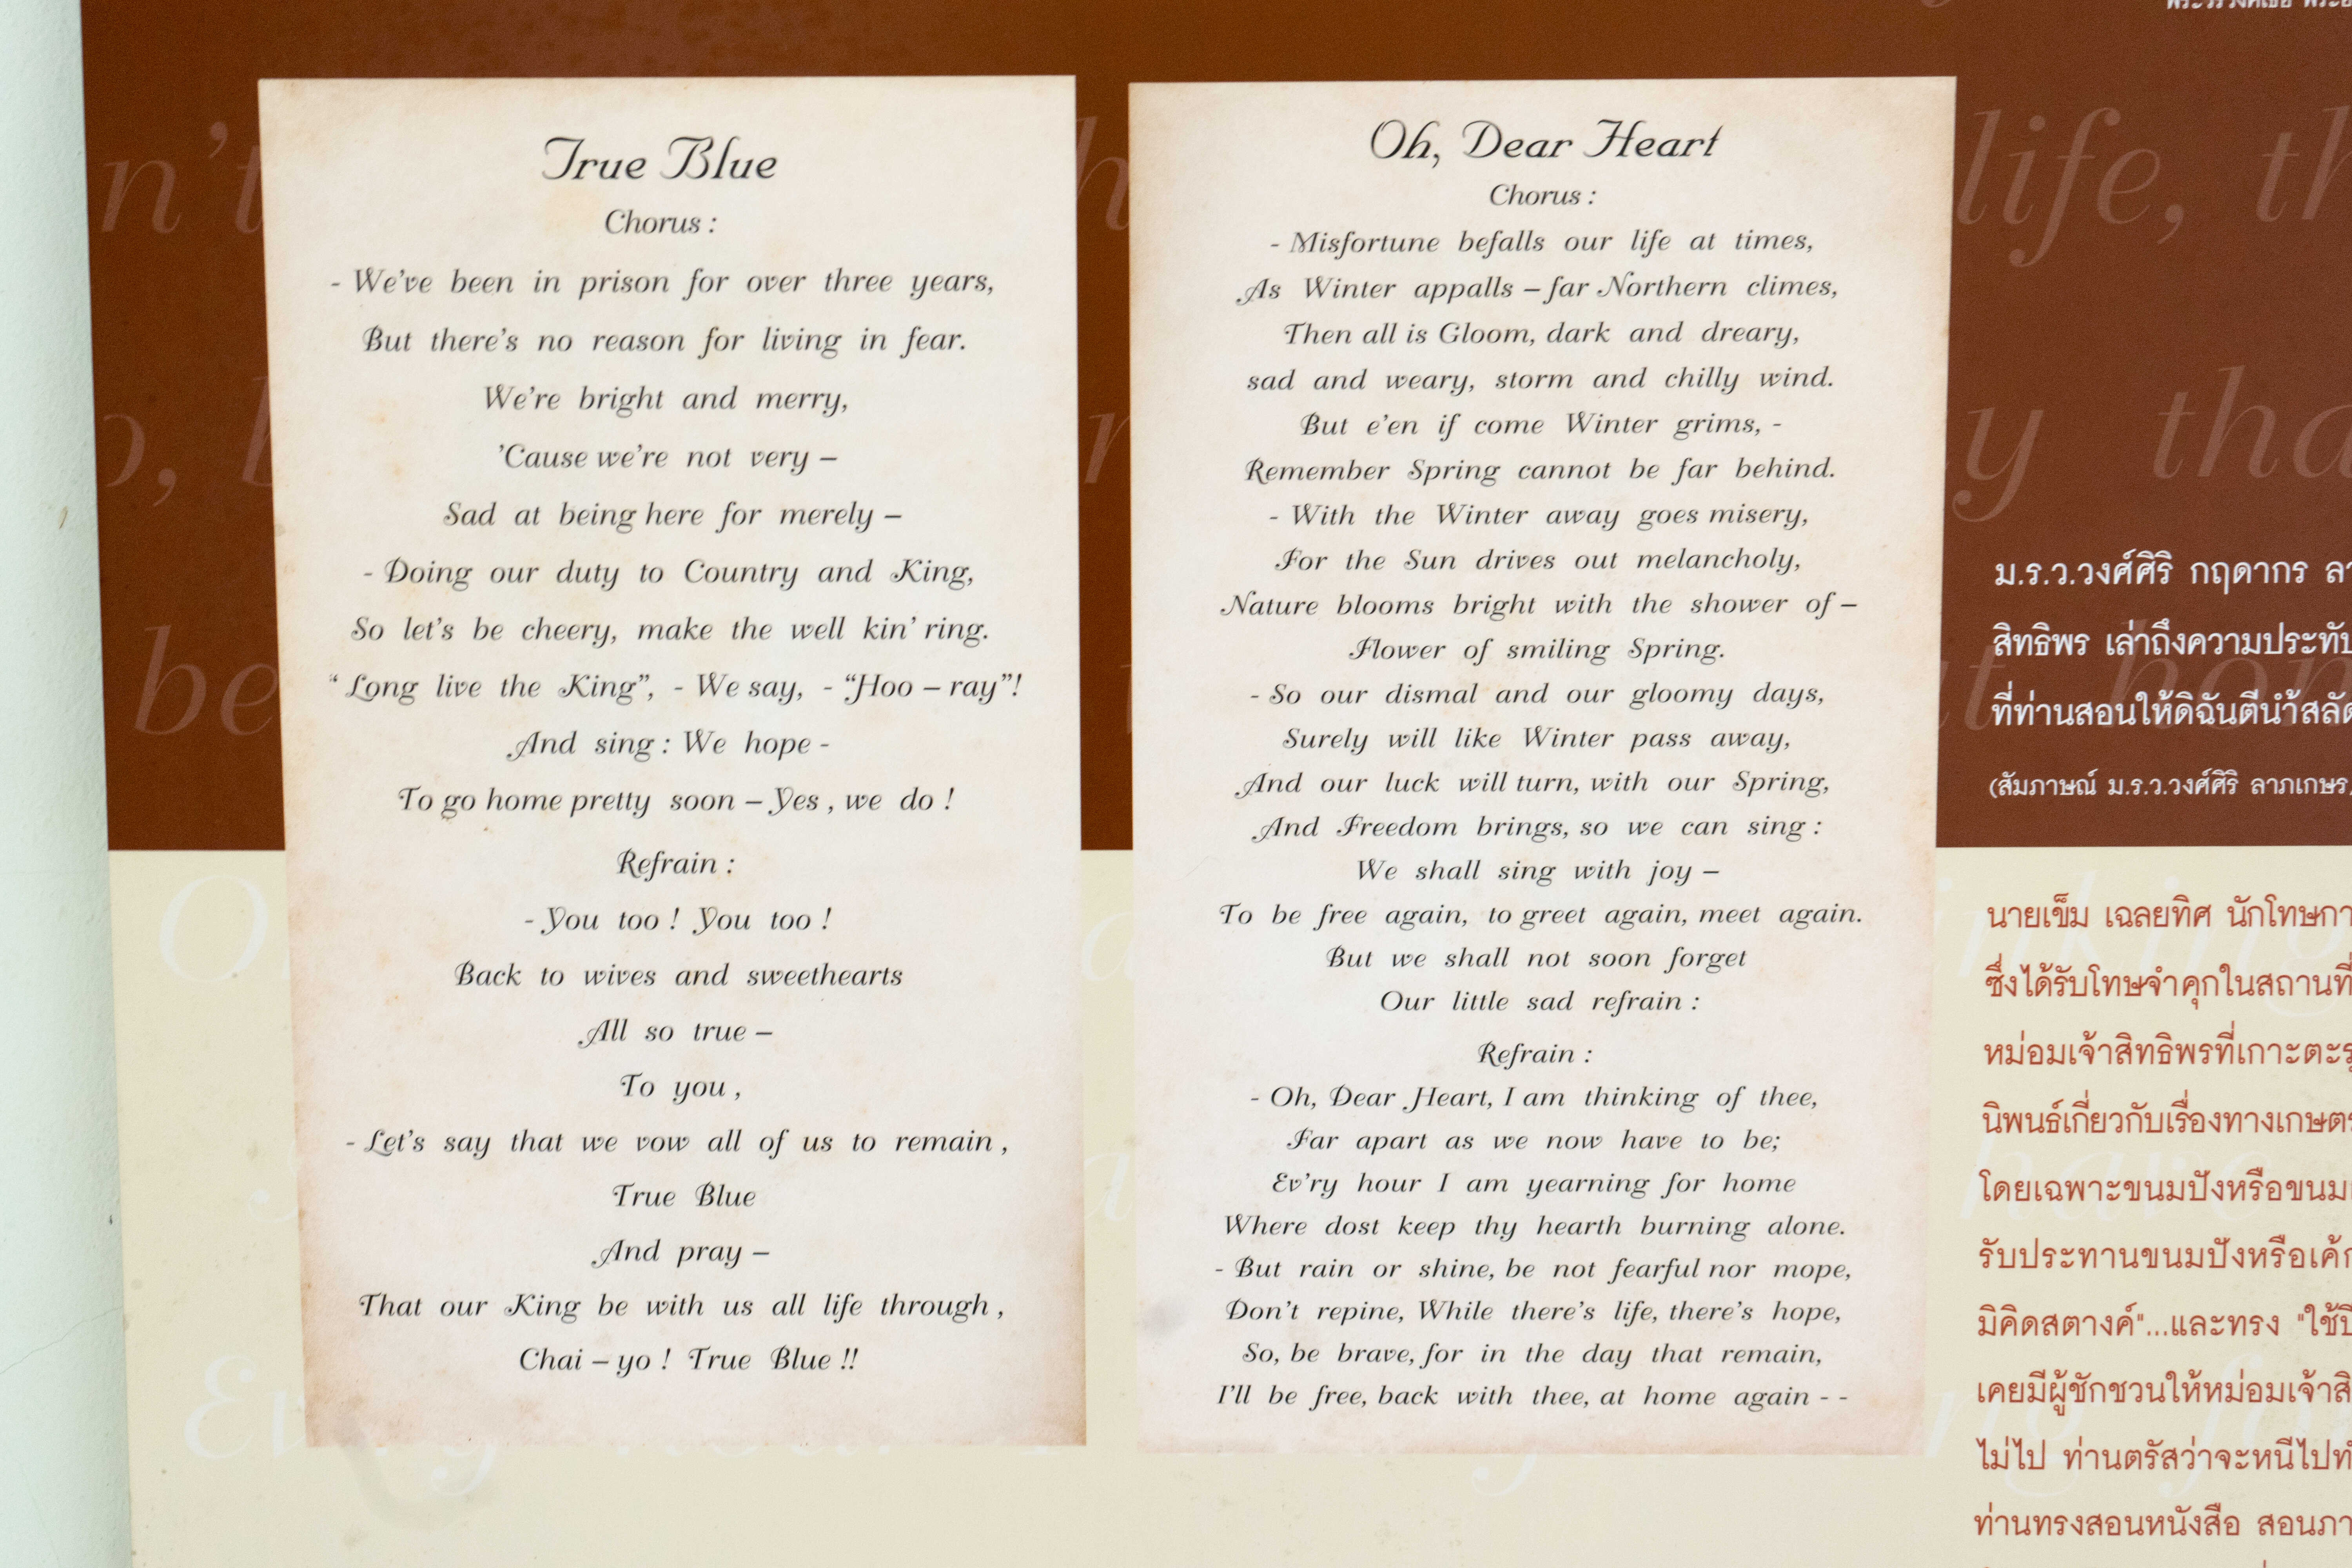 True Blue
Chorus :
- We've been in prison for over three years,
But there's no reason for living in fear.
We're bright and merry,
'Cause we're not very –
Sad at being here for merely –
- Doing our duty to Country and King,
So let's be cheery, make the well kin' ring.
“ Long live the King”, - We say, - “Hoo – ray”!
And sing : We hope -
To go home pretty soon – Yes , we do !
Refrain :
- You too ! You too !
Back to wives and sweethearts
All so true –
To you ,
- Let's say that we vow all of us to remain ,
True Blue
And pray –
That our King be with us all life through ,
Chai – yo ! True Blue !!
Oh, Dear Heart
Chorus :
- Misfortune befalls our life at times,
As Winter appalls – far Northern climes,
Then all is Gloom, dark and dreary,
sad and weary, storm and chilly wind.
But e'en if come Winter grims, -
Remember Spring cannot be far behind.
- With the Winter away goes misery,
For the Sun drives out melancholy,
Nature blooms bright with the shower of –
Flower of smiling Spring.
- So our dismal and our gloomy days,
Surely will like Winter pass away,
And our luck will turn, with our Spring,
And Freedom brings, so we can sing :
We shall sing with joy –
To be free again, to greet again, meet again.
But we shall not soon forget
Our little sad refrain :
Refrain :
- Oh, Dear Heart, I am thinking of thee,
Far apart as we now have to be;
Ev'ry hour I am yearning for home
Where dost keep thy hearth burning alone.
- But rain or shine, be not fearful nor mope,
Don't repine, While there's life, there's hope,
So, be brave, for in the day that remain,
I'll be free, back with thee, at home again - -
ม.ร.ว.วงศ์ศิริ กฤดากร
สิทธิพร เล่าถึงความประทับ
ที่ท่านสอนให้ดิฉันตีน้ำสลัด
(สัมภาษณ์ ม.ร.ว.วงศ์ศิริ ลาภเกษร,
นายเข็ม เฉลยทิศ นักโทษกา
ซึ่งได้รับโทษจำคุกในสถานที่
หม่อมเจ้าสิทธิพรที่เกาะตะรุ
นิพนธ์เกี่ยวกับเรื่องทางเกษตร
โดยเฉพาะขนมปังหรือขนม
รับประทานขนมปังหรือเค้ก
มิคิดสตางค์"...และทรง "ใช้
เคยมีผู้ชักชวนให้หม่อมเจ้าสิ
ไม่ไป ท่านตรัสว่าจะหนีไป
ท่านทรงสอนหนังสือ สอนภา